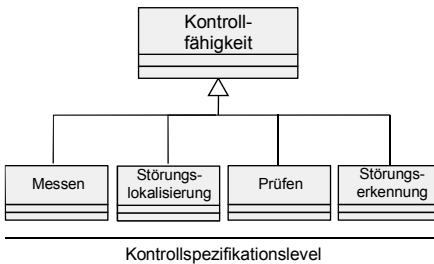 Kontroll-
fähigkeit
Messen
Störungs-
lokalisierung
Prüfen
Störungs-
erkennung
Kontrollspezifikationslevel